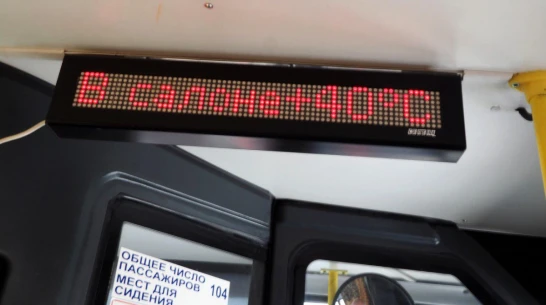 В салоне+40°C
ОБЩЕЕ ЧИСЛО
ПАССАЖИРОВ 104
МЕСТ ДЛЯ
СИДЕНИЯ